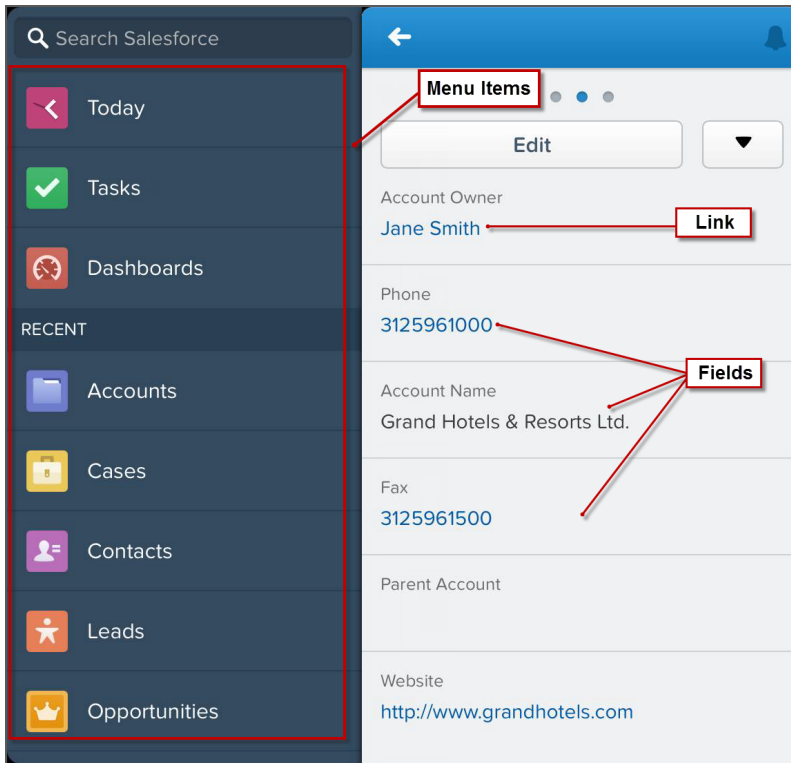 Search Salesforce
Today
Tasks
Dashboards
RECENT
Accounts
Cases
Contacts
Leads
Opportunities
Menu Items
Edit
Account Owner
Jane Smith
Link
Phone
3125961000
Fields
Account Name
Grand Hotels & Resorts Ltd.
Fax
3125961500
Parent Account
Website
http://www.grandhotels.com